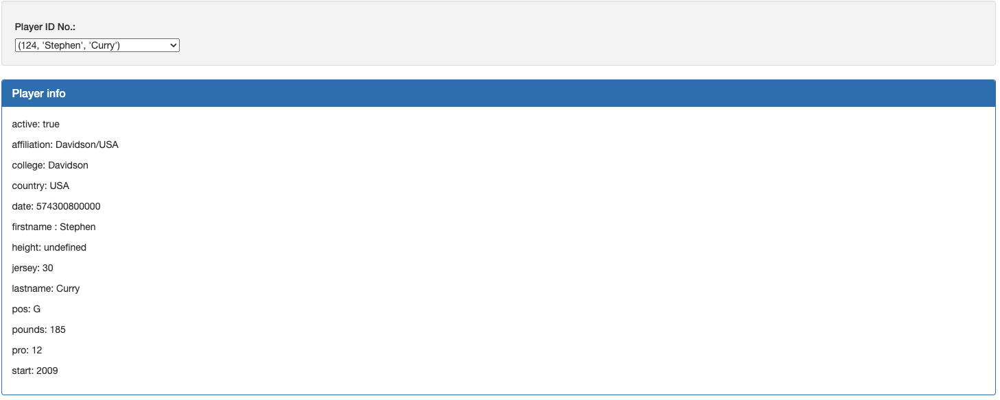 Player ID No.:
(124, 'Stephen', 'Curry')
Player info
active: true
affiliation: Davidson/USA
college: Davidson
country: USA
date: 574300800000
firstname : Stephen
height: undefined
jersey: 30
lastname: Curry
pos: G
pounds: 185
pro: 12
start: 2009